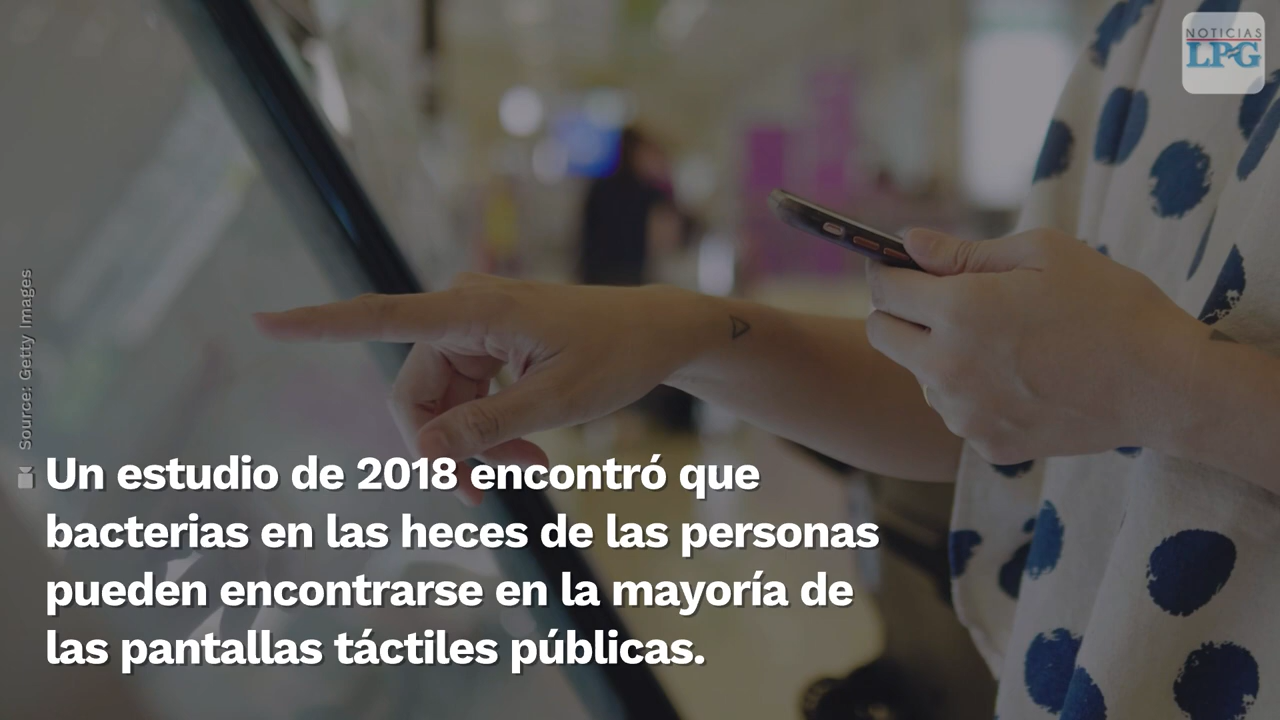 NOTICIAS
LPG
Source: Getty Images
Un estudio de 2018 encontró que
bacterias en las heces de las personas
pueden encontrarse en la mayoría de
las pantallas táctiles públicas.